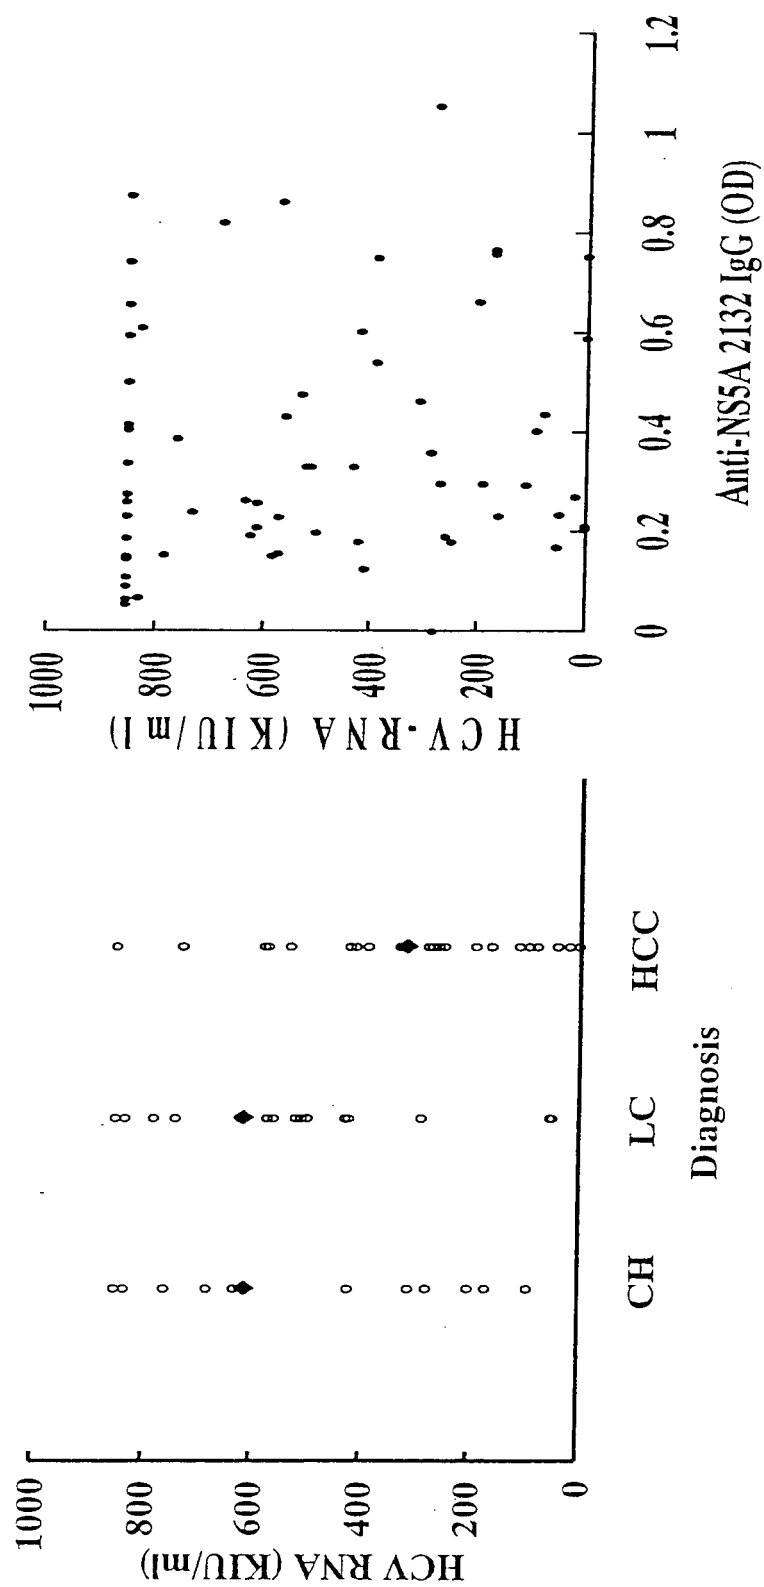 HCV RNA (KIU/ml)
1000
800
600
400
200
0
CH
LC
HCC
Diagnosis
HCV-RNA (KIU/ml)
1000
800
600
400
200
0
0
0.2
0.4
0.6
0.8
1
1.2
Anti-NS5A 2132 IgG (OD)